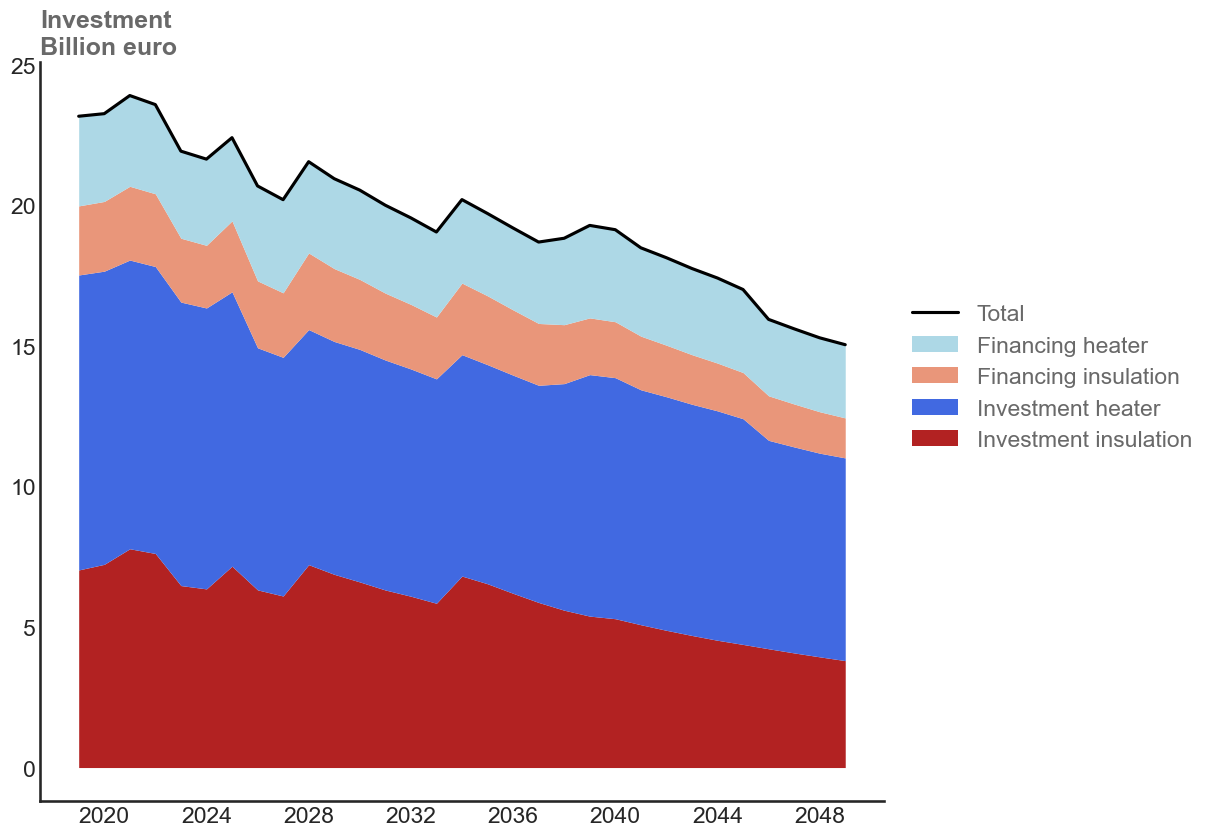 Investment
Billion euro
25
20
15
10
5
0
2020 2024 2028 2032 2036 2040 2044 2048
Total
Financing heater
Financing insulation
Investment heater
Investment insulation